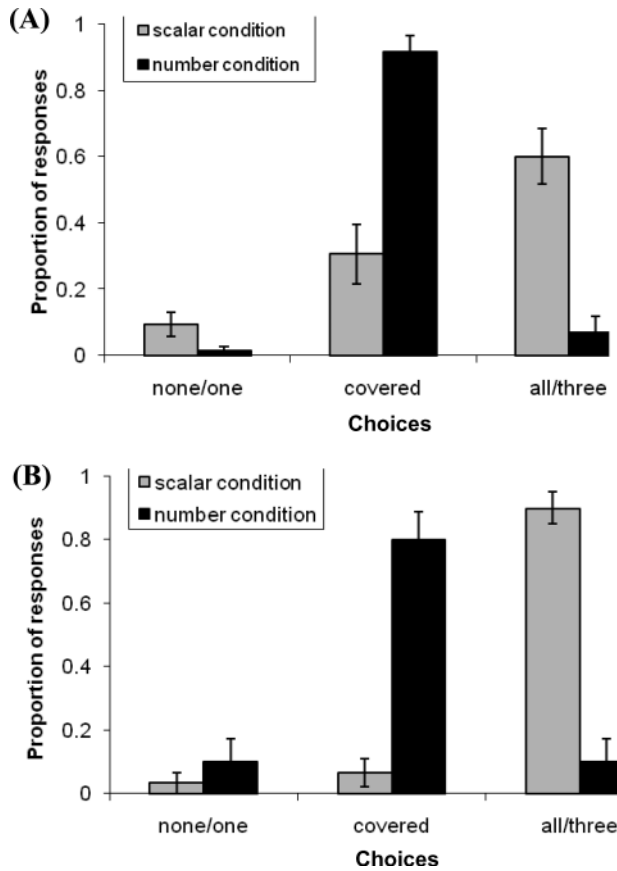 (A)
scalar condition
number condition
1
0.8
0.6
0.4
0.2
0
Proportion of responses
none/one covered all/three
Choices
(B)
scalar condition
number condition
1
0.8
0.6
0.4
0.2
0
Proportion of responses
none/one covered all/three
Choices